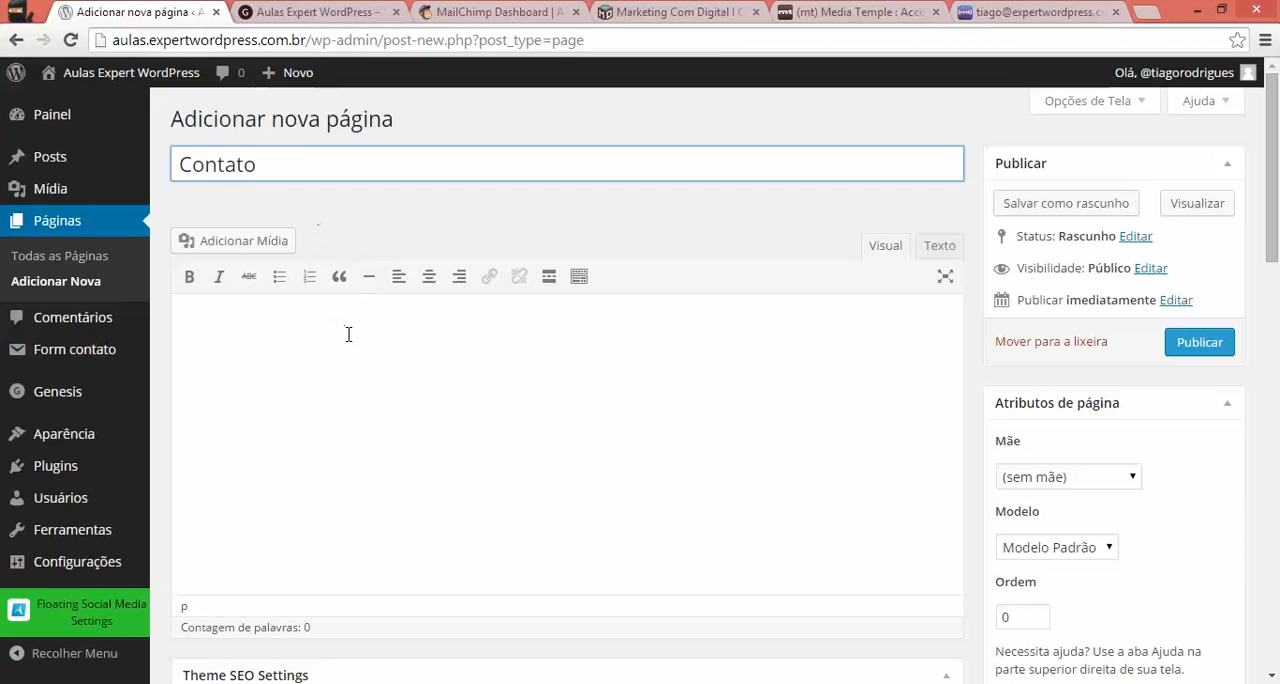 Adicionar nova página ‹ A
Aulas Expert WordPress –
MailChimp Dashboard | A
Marketing Com Digital I C
(mt) Media Temple : Acco
tiago@expertwordpress.c
aulas.expertwordpress.com.br/wp-admin/post-new.php?post_type=page
Aulas Expert WordPress
0
Novo
Olá, @tiagorodrigues
Painel
Posts
Mídia
Páginas
Todas as Páginas
Adicionar Nova
Comentários
Form contato
Genesis
Aparência
Plugins
Usuários
Ferramentas
Configurações
Floating Social Media
Settings
Recolher Menu
Opções de Tela
Ajuda
Adicionar nova página
Contato
Adicionar Mídia
Visual
Texto
B
I
ABC
p
Contagem de palavras: 0
Theme SEO Settings
Publicar
Salvar como rascunho
Visualizar
Status: Rascunho Editar
Visibilidade: Público Editar
Publicar imediatamente Editar
Mover para a lixeira
Publicar
Atributos de página
Mãe
(sem mãe)
Modelo
Modelo Padrão
Ordem
0
Necessita ajuda? Use a aba Ajuda na
parte superior direita de sua tela.